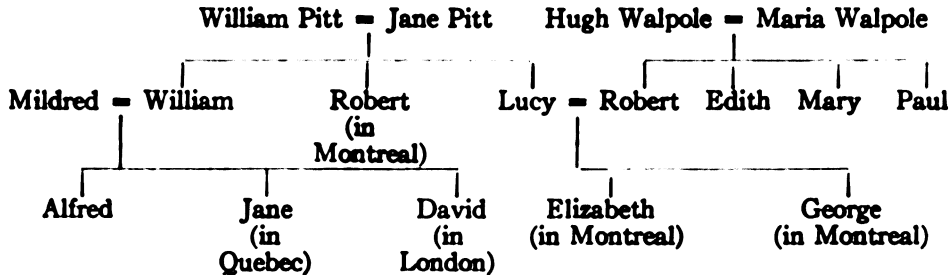 William Pitt = Jane Pitt Hugh Walpole = Maria Walpole
Mildred = William Robert Lucy = Robert Edith Mary Paul
(in
Montreal)
Alfred Jane David Elizabeth George
(in (in (in Montreal) (in Montreal)
Quebec) London)